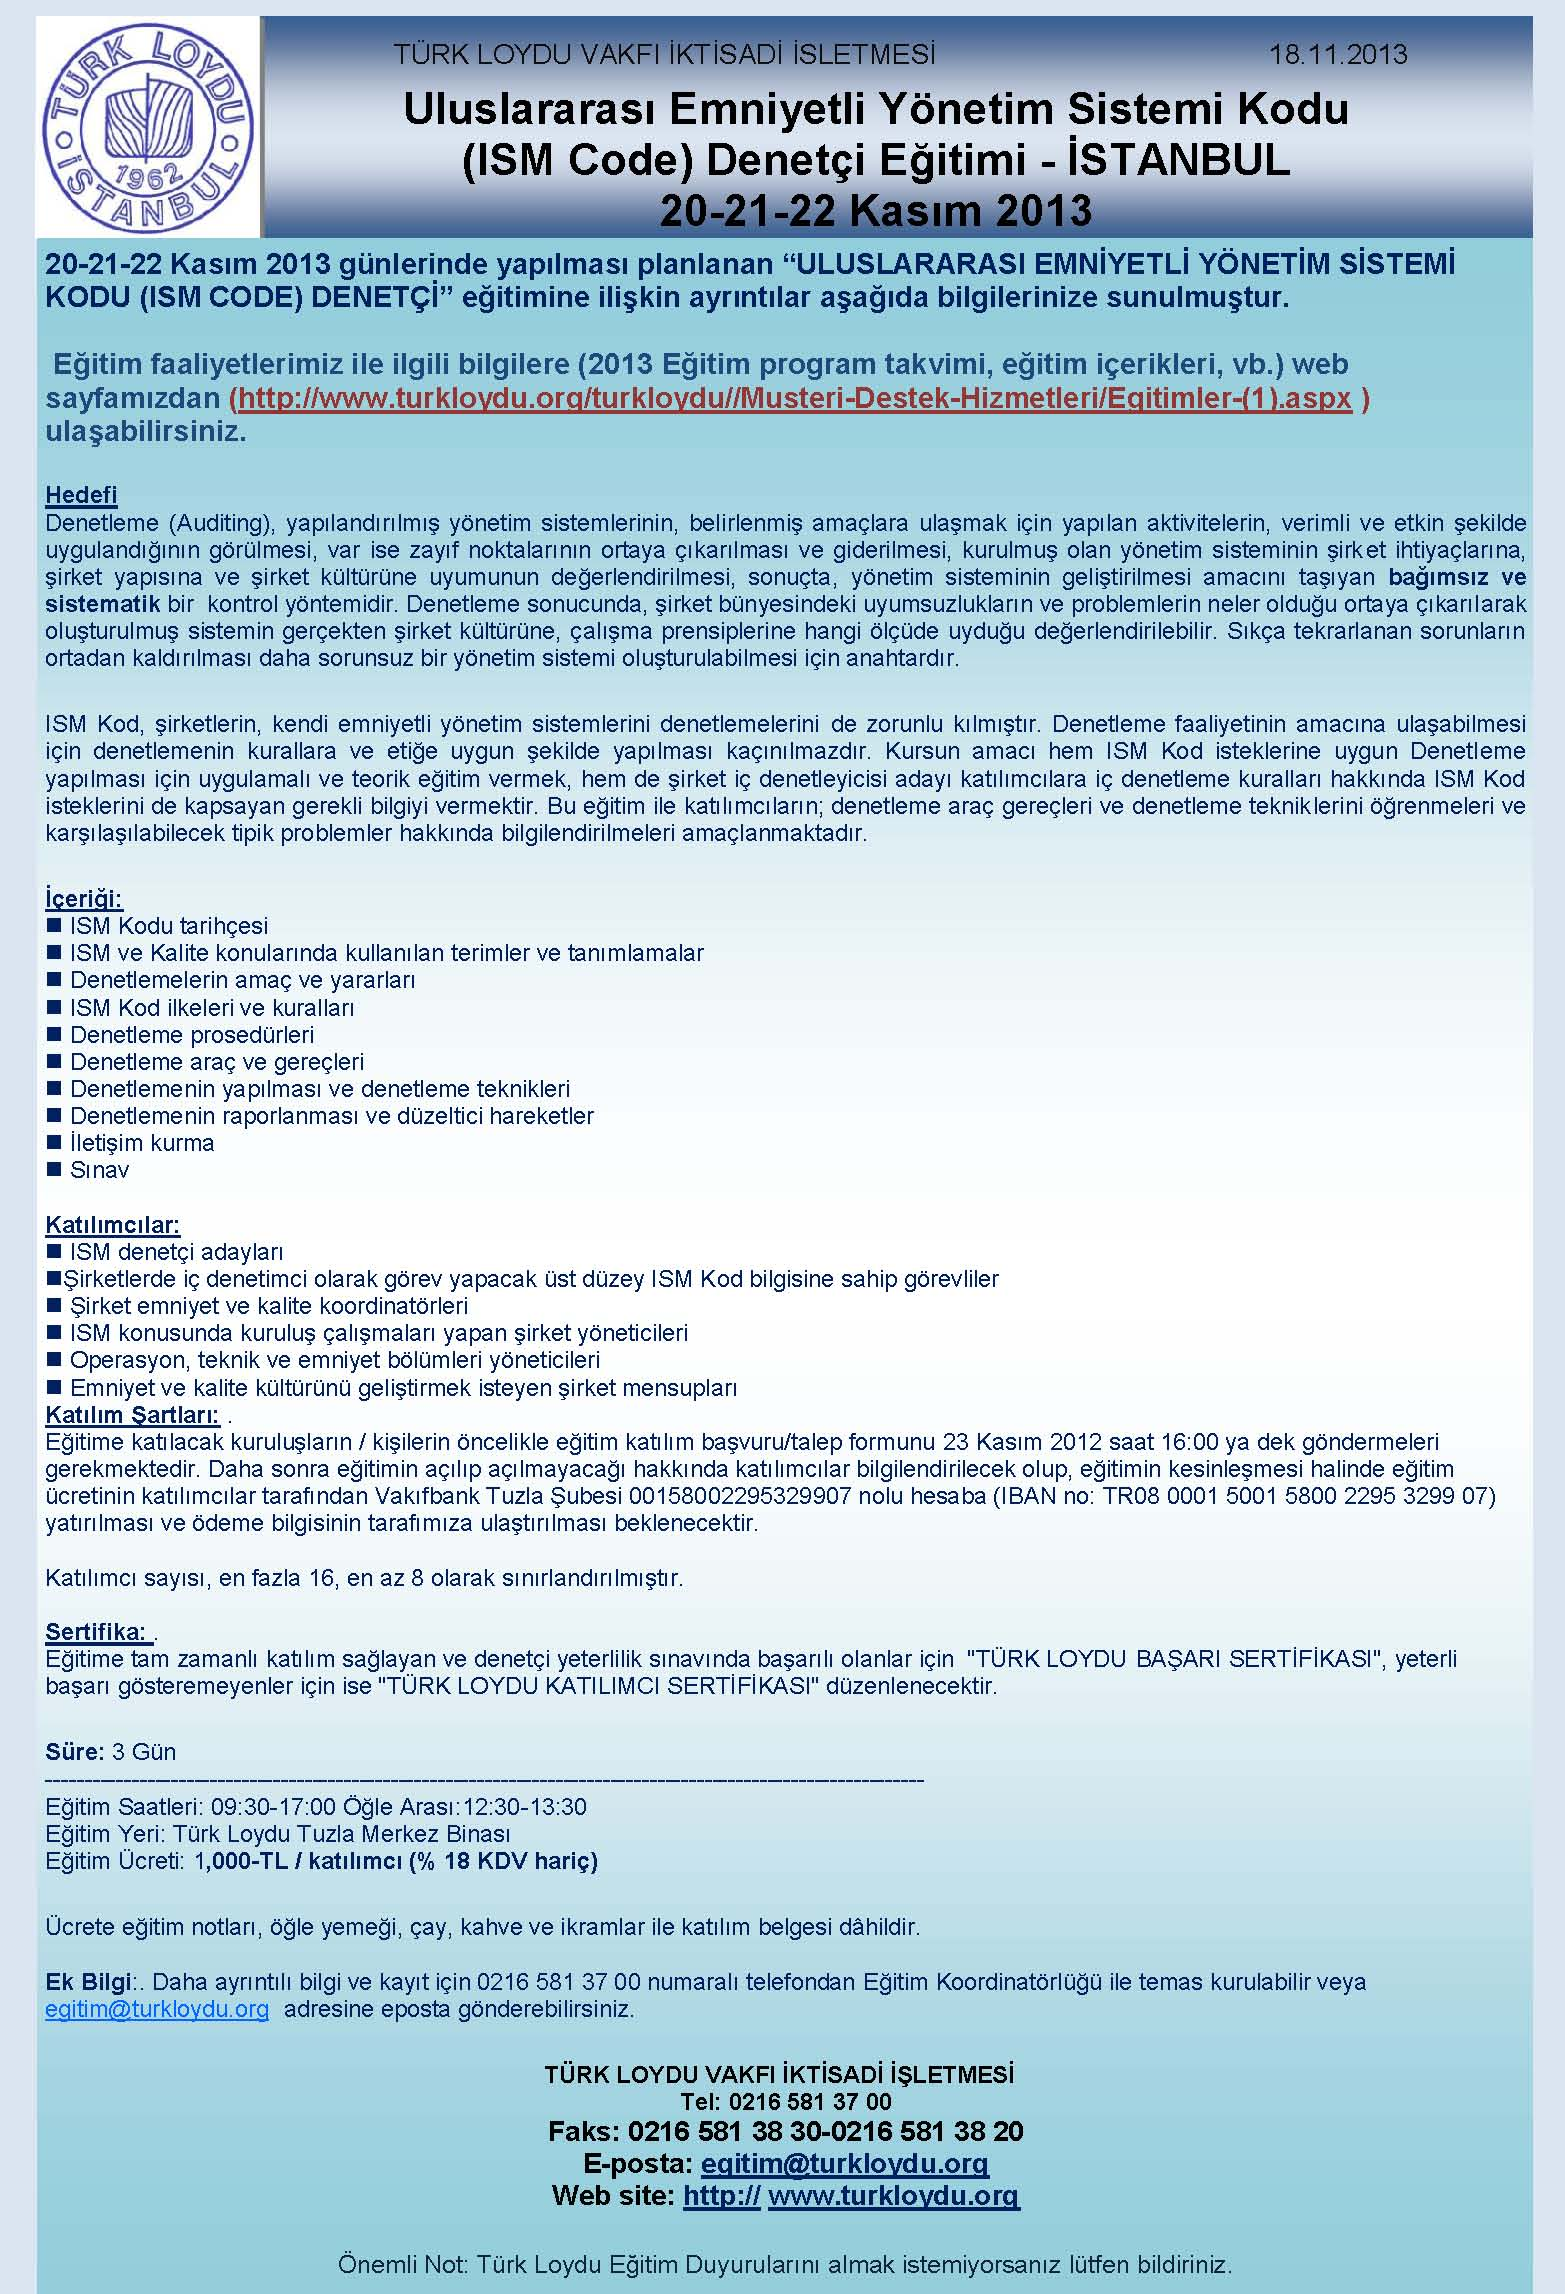 TÜRK LOYDU
1962
İSTANBUL
TÜRK LOYDU VAKFI İKTİSADİ İSLETMESİ 18.11.2013
Uluslararası Emniyetli Yönetim Sistemi Kodu
(ISM Code) Denetçi Eğitimi - İSTANBUL
20-21-22 Kasım 2013
20-21-22 Kasım 2013 günlerinde yapılması planlanan “ULUSLARARASI EMNİYETLİ YÖNETİM SİSTEMİ
KODU (ISM CODE) DENETÇİ” eğitimine ilişkin ayrıntılar aşağıda bilgilerinize sunulmuştur.
Eğitim faaliyetlerimiz ile ilgili bilgilere (2013 Eğitim program takvimi, eğitim içerikleri, vb.) web
sayfamızdan (http://www.turkloydu.org/turkloydu//Musteri-Destek-Hizmetleri/Egitimler-(1).aspx )
ulaşabilirsiniz.
Hedefi
Denetleme (Auditing), yapılandırılmış yönetim sistemlerinin, belirlenmiş amaçlara ulaşmak için yapılan aktivitelerin, verimli ve etkin şekilde
uygulandığının görülmesi, var ise zayıf noktalarının ortaya çıkarılması ve giderilmesi, kurulmuş olan yönetim sisteminin şirket ihtiyaçlarına,
şirket yapısına ve şirket kültürüne uyumunun değerlendirilmesi, sonuçta, yönetim sisteminin geliştirilmesi amacını taşıyan bağımsız ve
sistematik bir kontrol yöntemidir. Denetleme sonucunda, şirket bünyesindeki uyumsuzlukların ve problemlerin neler olduğu ortaya çıkarılarak
oluşturulmuş sistemin gerçekten şirket kültürüne, çalışma prensiplerine hangi ölçüde uyduğu değerlendirilebilir. Sıkça tekrarlanan sorunların
ortadan kaldırılması daha sorunsuz bir yönetim sistemi oluşturulabilmesi için anahtardır.
ISM Kod, şirketlerin, kendi emniyetli yönetim sistemlerini denetlemelerini de zorunlu kılmıştır. Denetleme faaliyetinin amacına ulaşabilmesi
için denetlemenin kurallara ve etiğe uygun şekilde yapılması kaçınılmazdır. Kursun amacı hem ISM Kod isteklerine uygun Denetleme
yapılması için uygulamalı ve teorik eğitim vermek, hem de şirket iç denetleyicisi adayı katılımcılara iç denetleme kuralları hakkında ISM Kod
isteklerini de kapsayan gerekli bilgiyi vermektir. Bu eğitim ile katılımcıların; denetleme araç gereçleri ve denetleme tekniklerini öğrenmeleri ve
karşılaşılabilecek tipik problemler hakkında bilgilendirilmeleri amaçlanmaktadır.
İçeriği:
■ ISM Kodu tarihçesi
■ ISM ve Kalite konularında kullanılan terimler ve tanımlamalar
■ Denetlemelerin amaç ve yararları
■ ISM Kod ilkeleri ve kuralları
■ Denetleme prosedürleri
■ Denetleme araç ve gereçleri
■ Denetlemenin yapılması ve denetleme teknikleri
■ Denetlemenin raporlanması ve düzeltici hareketler
■ İletişim kurma
■ Sınav
Katılımcılar:
■ ISM denetçi adayları
■Şirketlerde iç denetimci olarak görev yapacak üst düzey ISM Kod bilgisine sahip görevliler
■ Şirket emniyet ve kalite koordinatörleri
■ ISM konusunda kuruluş çalışmaları yapan şirket yöneticileri
■ Operasyon, teknik ve emniyet bölümleri yöneticileri
■ Emniyet ve kalite kültürünü geliştirmek isteyen şirket mensupları
Katılım Şartları: .
Eğitime katılacak kuruluşların / kişilerin öncelikle eğitim katılım başvuru/talep formunu 23 Kasım 2012 saat 16:00 ya dek göndermeleri
gerekmektedir. Daha sonra eğitimin açılıp açılmayacağı hakkında katılımcılar bilgilendirilecek olup, eğitimin kesinleşmesi halinde eğitim
ücretinin katılımcılar tarafından Vakıfbank Tuzla Şubesi 00158002295329907 nolu hesaba (IBAN no: TR08 0001 5001 5800 2295 3299 07)
yatırılması ve ödeme bilgisinin tarafımıza ulaştırılması beklenecektir.
Katılımcı sayısı, en fazla 16, en az 8 olarak sınırlandırılmıştır.
Sertifika: .
Eğitime tam zamanlı katılım sağlayan ve denetçi yeterlilik sınavında başarılı olanlar için "TÜRK LOYDU BAŞARI SERTİFİKASI", yeterli
başarı gösteremeyenler için ise "TÜRK LOYDU KATILIMCI SERTİFİKASI" düzenlenecektir.
Süre: 3 Gün
----------------------------------------------------------------------------------------------------------------
Eğitim Saatleri: 09:30-17:00 Öğle Arası:12:30-13:30
Eğitim Yeri: Türk Loydu Tuzla Merkez Binası
Eğitim Ücreti: 1,000-TL / katılımcı (% 18 KDV hariç)
Ücrete eğitim notları, öğle yemeği, çay, kahve ve ikramlar ile katılım belgesi dâhildir.
Ek Bilgi:. Daha ayrıntılı bilgi ve kayıt için 0216 581 37 00 numaralı telefondan Eğitim Koordinatörlüğü ile temas kurulabilir veya
egitim@turkloydu.org adresine eposta gönderebilirsiniz.
TÜRK LOYDU VAKFI İKTİSADİ İŞLETMESİ
Tel: 0216 581 37 00
Faks: 0216 581 38 30-0216 581 38 20
E-posta: egitim@turkloydu.org
Web site: http:// www.turkloydu.org
Önemli Not: Türk Loydu Eğitim Duyurularını almak istemiyorsanız lütfen bildiriniz.